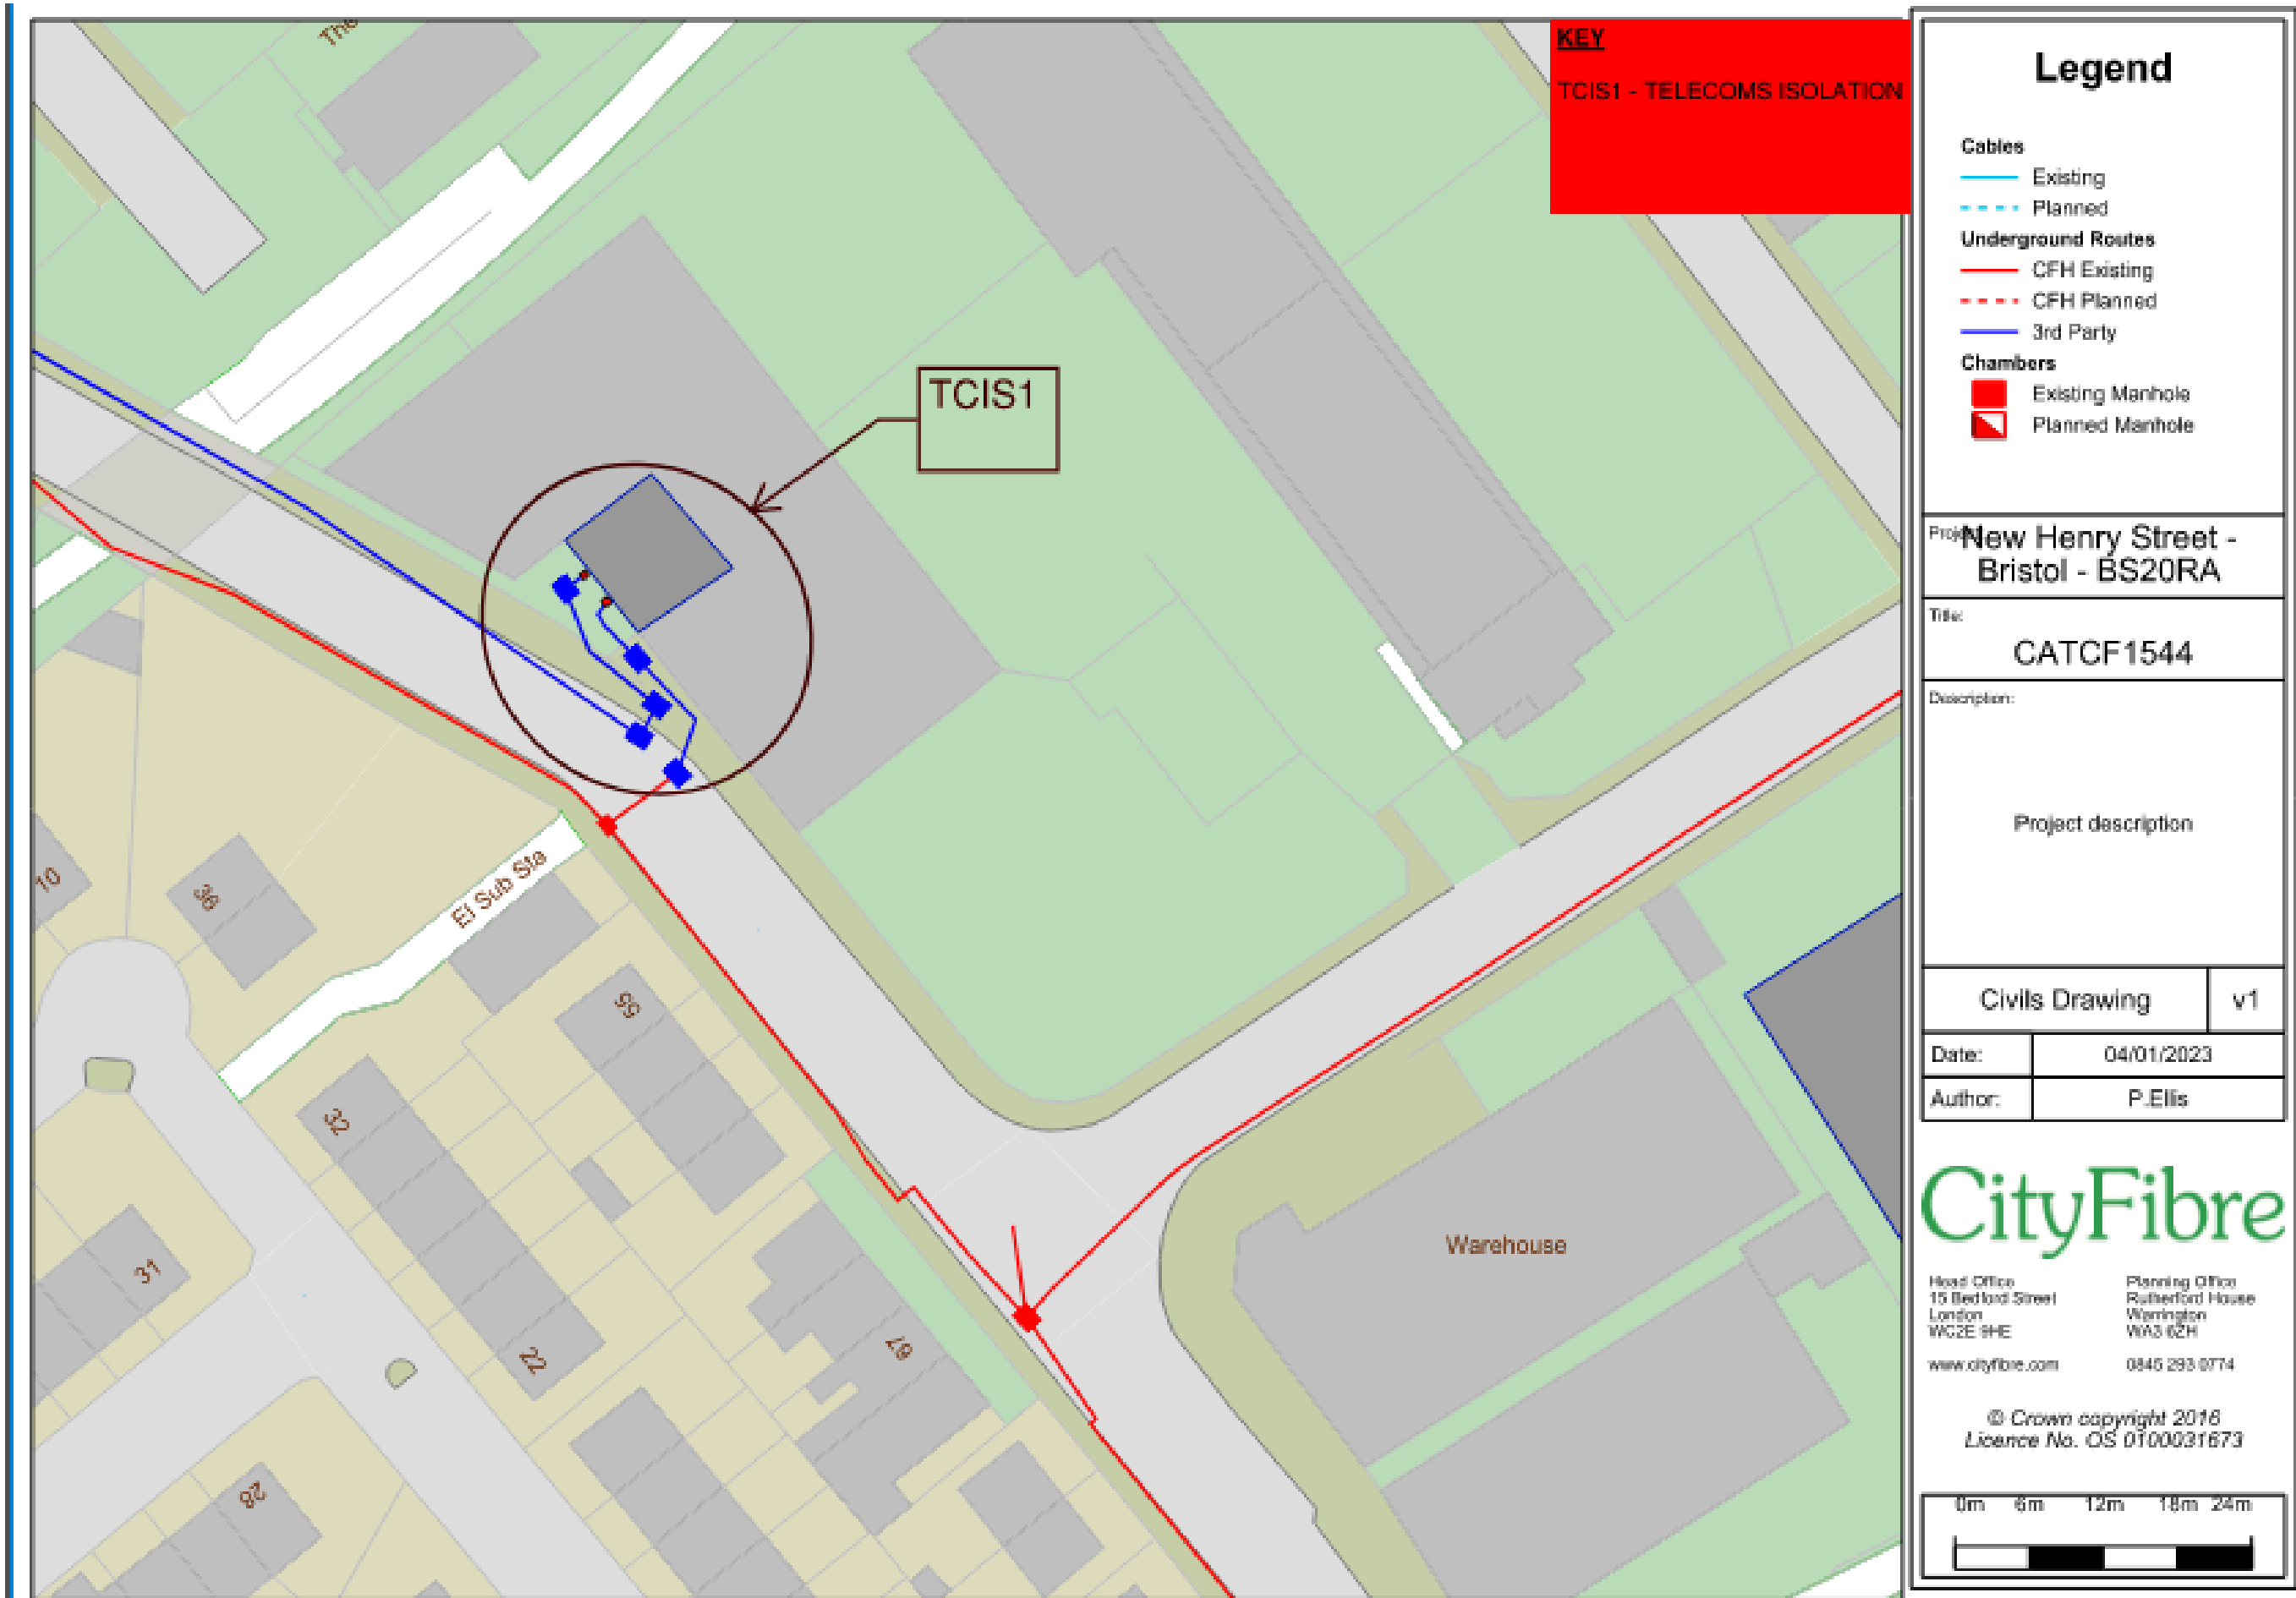 The
KEY
TCIS1 - TELECOMS ISOLATION
TCIS1
10
36
El Sub Sta
55
32
22
31
67
28
Warehouse
Legend
Cables
Existing
Planned
Underground Routes
CFH Existing
CFH Planned
3rd Party
Chambers
Existing Manhole
Planned Manhole
New Henry Street -
Bristol - BS20RA
Title:
CATCF1544
Description:
Project description
Civils Drawing v1
Date: 04/01/2023
Author: P.Ellis
CityFibre
Head Office
15 Bedford Street
London
WC2E 9HE
www.cityfibre.com
Planning Office
Rutherford House
Warrington
WA3 6ZH
0845 293 0774
© Crown copyright 2016
Licence No. OS 0100031673
0m 6m 12m 18m 24m